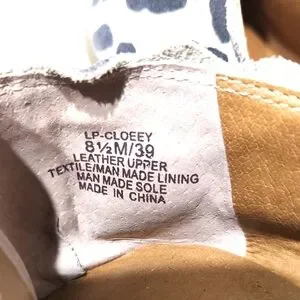 LP-CLOEEY
8½M/39
LEATHER UPPER
TEXTILE/MAN MADE LINING
MAN MADE SOLE
MADE IN CHINA